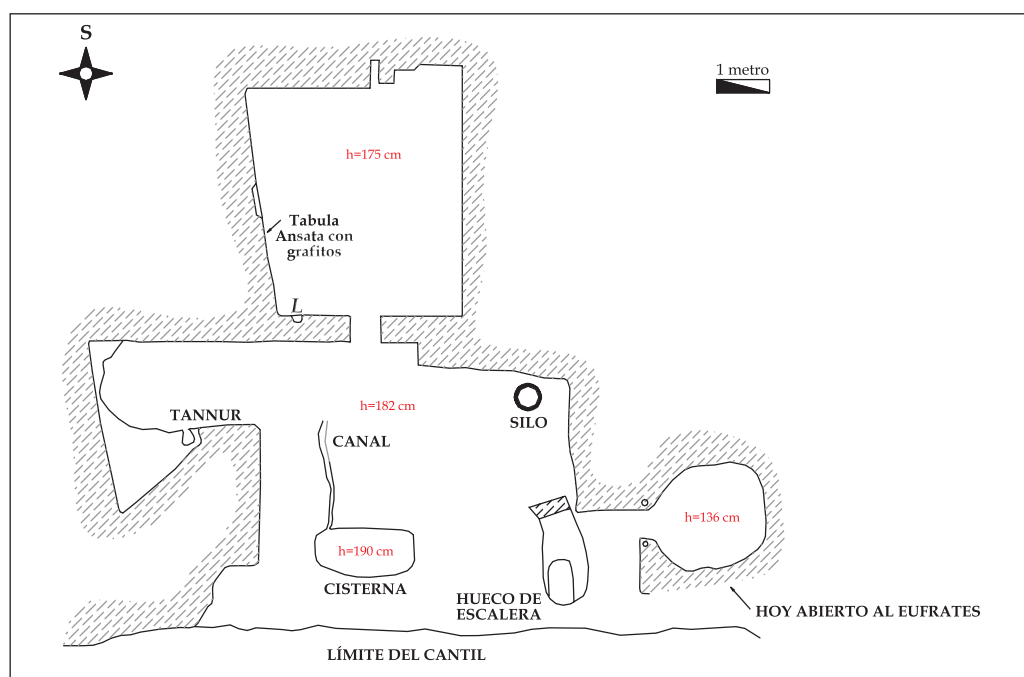 S
1 metro
h=175 cm
Tabula
Ansata con
grafitos
L
h=182 cm
TANNUR
SILO
CANAL
h=136 cm
h=190 cm
CISTERNA
HUECO DE
ESCALERA
HOY ABIERTO AL EUFRATES
LÍMITE DEL CANTIL